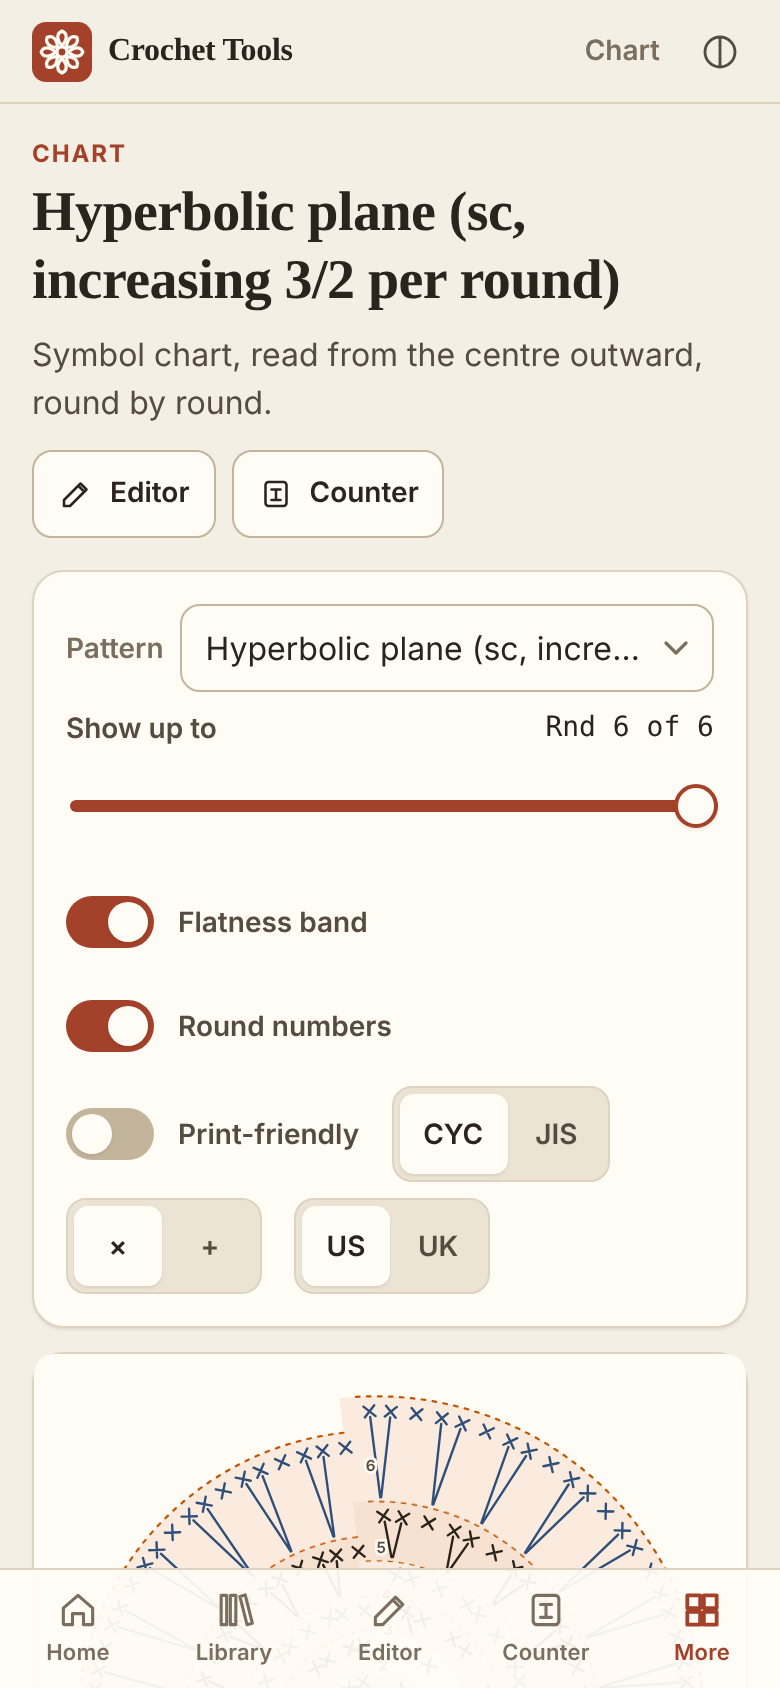 Crochet Tools
Chart
CHART
Hyperbolic plane (sc,
increasing 3/2 per round)
Symbol chart, read from the centre outward,
round by round.
Editor
Counter
Pattern
Hyperbolic plane (sc, incre...
Show up to
Rnd 6 of 6
Flatness band
Round numbers
Print-friendly
CYC
JIS
×
+
US
UK
6
5
Home
Library
Editor
Counter
More